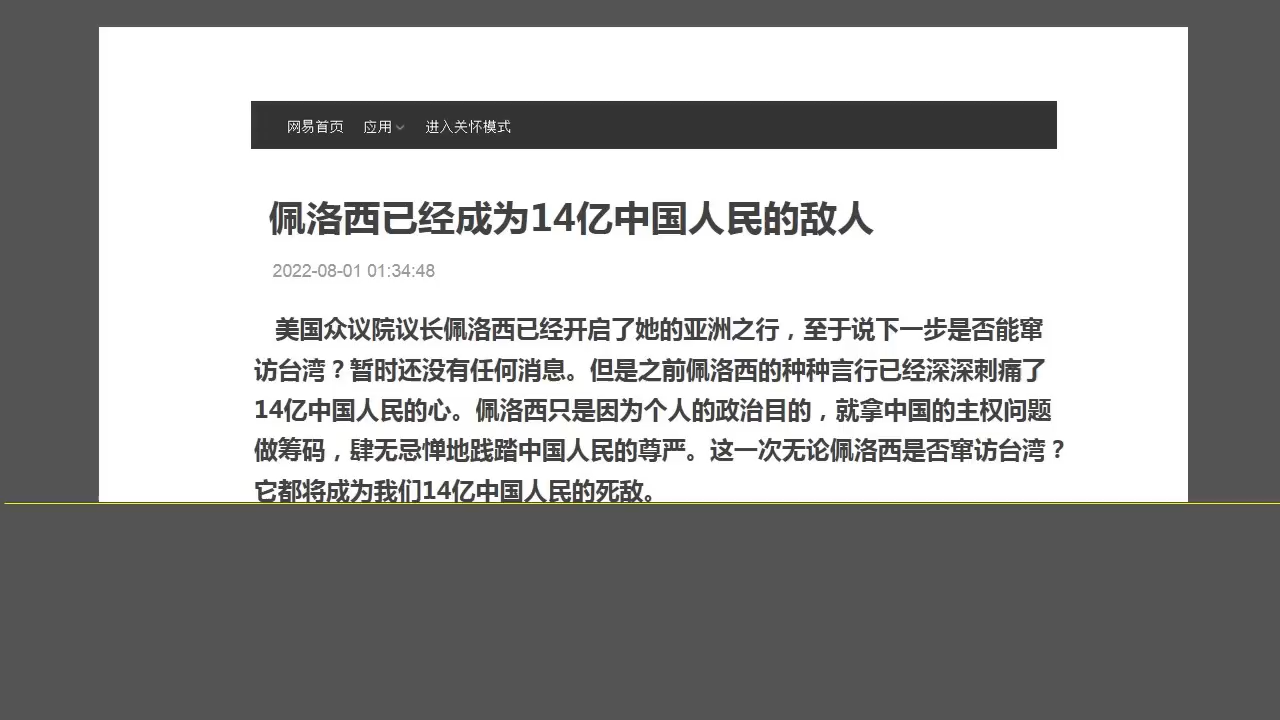 网易首页 应用 进入关怀模式
佩洛西已经成为14亿中国人民的敌人
2022-08-01 01:34:48
美国众议院议长佩洛西已经开启了她的亚洲之行，至于说下一步是否能窜
访台湾？暂时还没有任何消息。但是之前佩洛西的种种言行已经深深刺痛了
14亿中国人民的心。佩洛西只是因为个人的政治目的，就拿中国的主权问题
做筹码，肆无忌惮地践踏中国人民的尊严。这一次无论佩洛西是否窜访台湾？
它都将成为我们14亿中国人民的死敌。